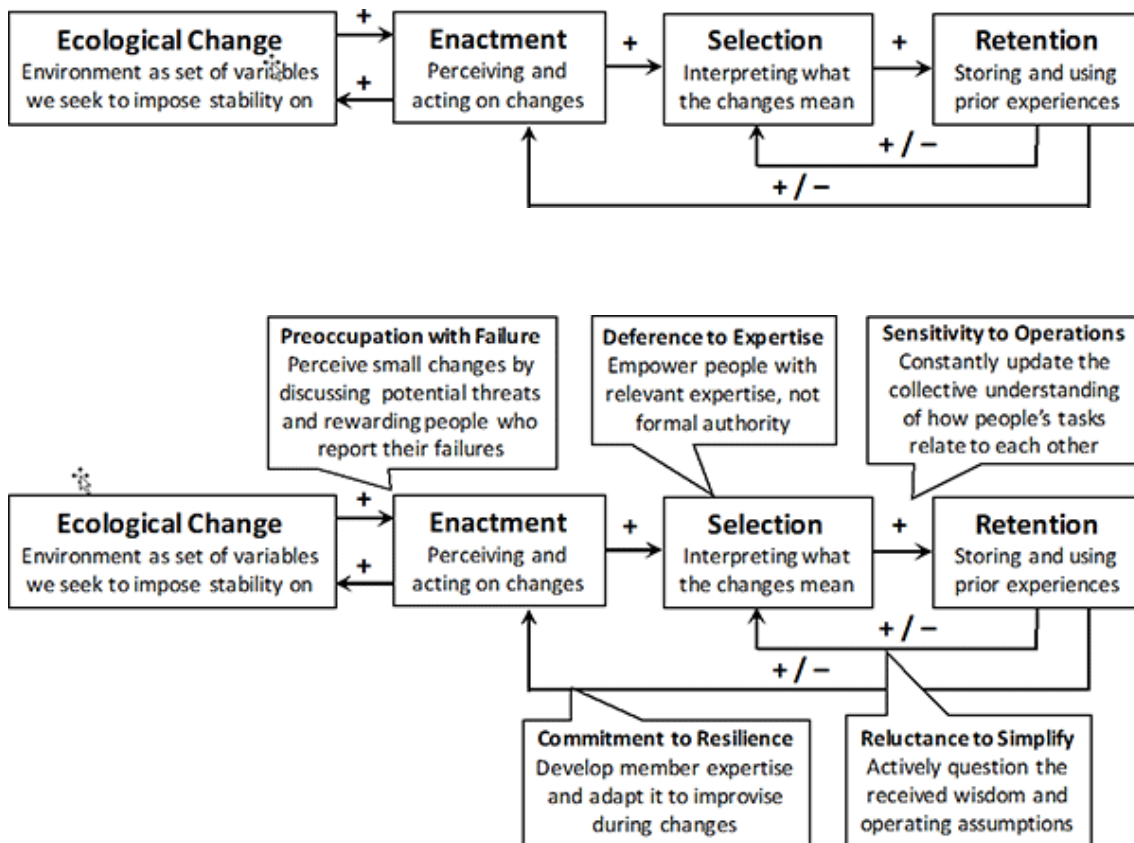 Ecological Change
Environment as set of variables
we seek to impose stability on
+
+
Enactment
Perceiving and
acting on changes
+
Selection
Interpreting what
the changes mean
+
Retention
Storing and using
prior experiences
+ / −
+ / −
Preoccupation with Failure
Perceive small changes by
discussing potential threats
and rewarding people who
report their failures
Deference to Expertise
Empower people with
relevant expertise, not
formal authority
Sensitivity to Operations
Constantly update the
collective understanding
of how people's tasks
relate to each other
Ecological Change
Environment as set of variables
we seek to impose stability on
+
+
Enactment
Perceiving and
acting on changes
+
Selection
Interpreting what
the changes mean
+
Retention
Storing and using
prior experiences
+ / −
+ / −
Commitment to Resilience
Develop member expertise
and adapt it to improvise
during changes
Reluctance to Simplify
Actively question the
received wisdom and
operating assumptions